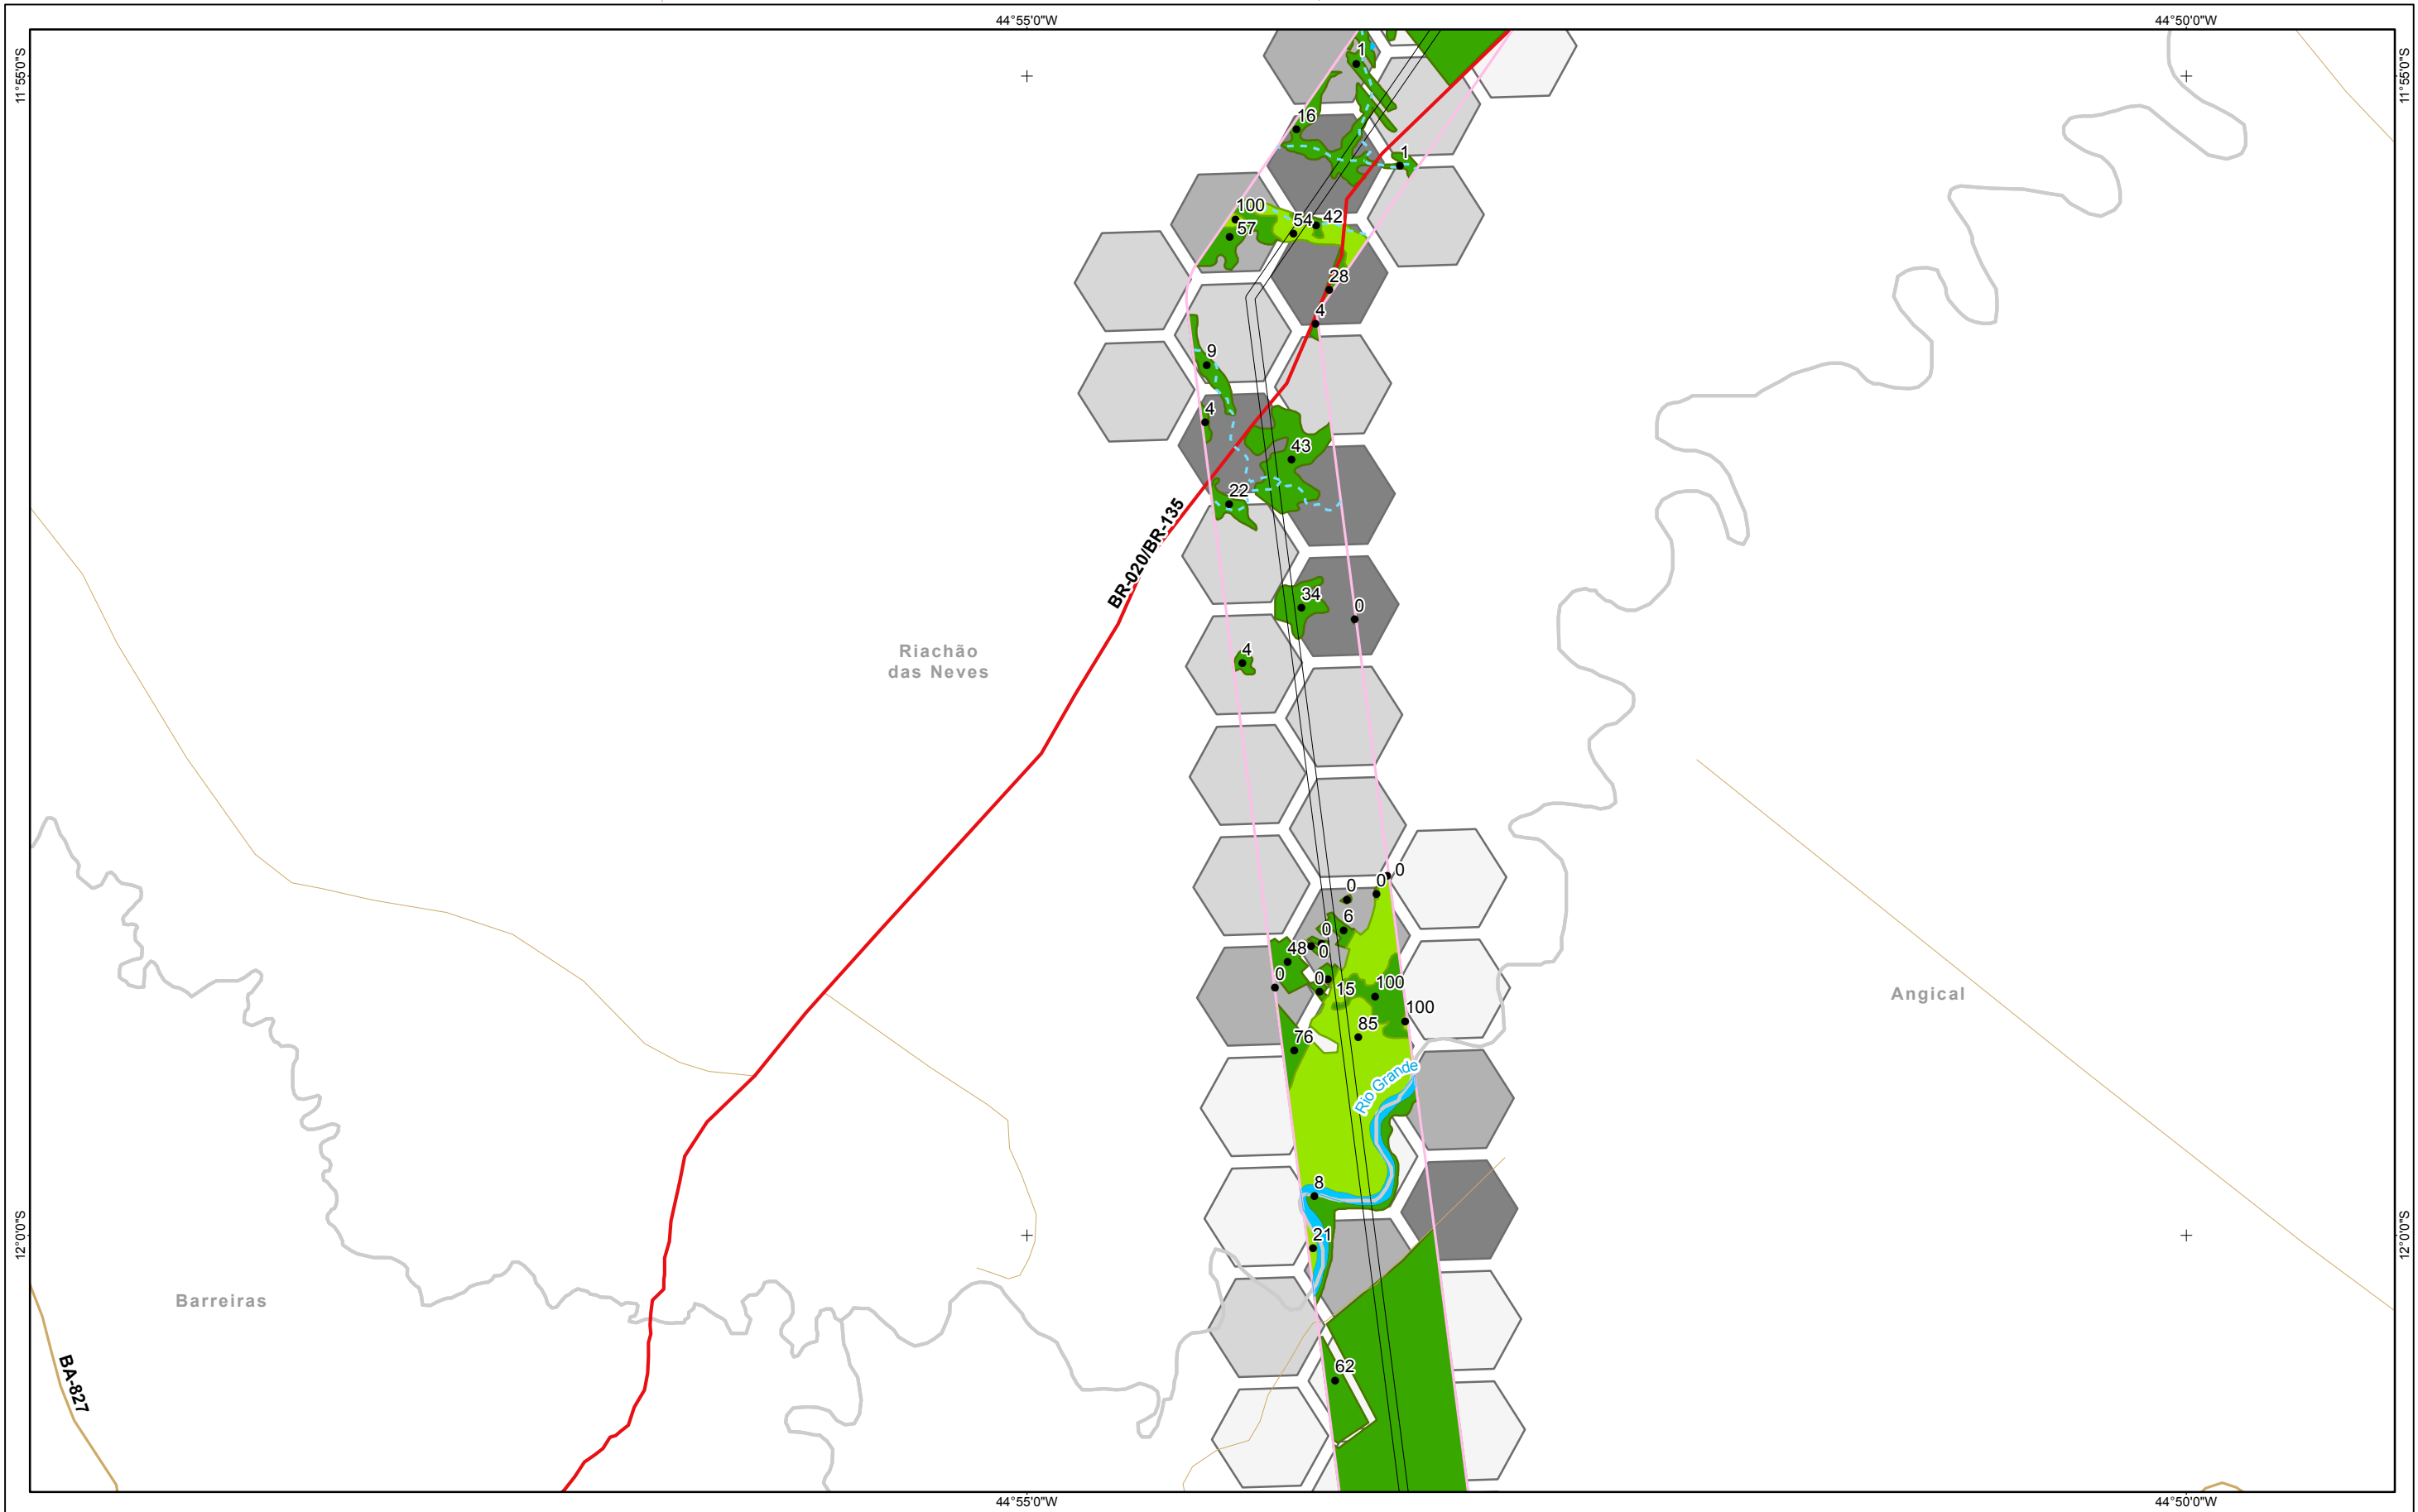 44°55'0"W
44°50'0"W
11°55'0"S
11°55'0"S
1
16
1
100
57
54
42
28
4
9
4
43
22
BR-020/BR-135
34
0
4
Riachão
das Neves
0
0
0
6
0
0
48
0
0
15
100
100
Angical
76
85
Rio Grande
8
21
12°0'0"S
12°0'0"S
Barreiras
BA-827
62
44°55'0"W
44°50'0"W